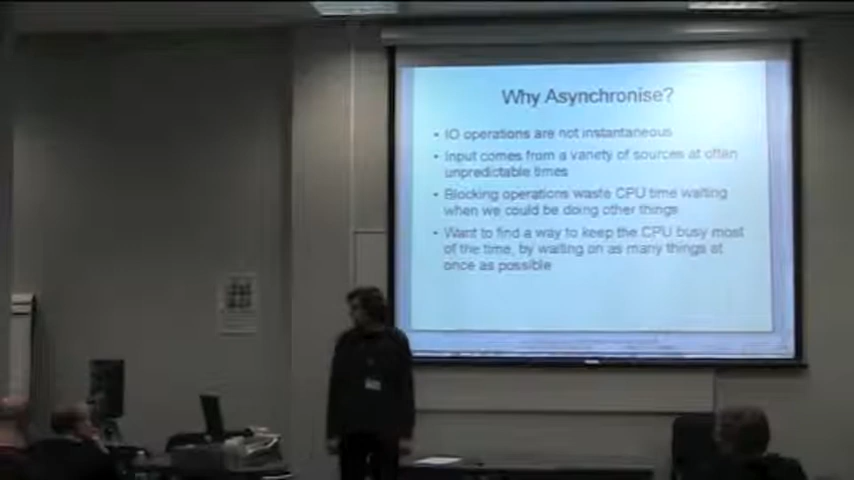 Why Asynchronise?
• IO operations are not instantaneous
• Input comes from a variety of sources at often
unpredictable times
• Blocking operations waste CPU time waiting
when we could be doing other things
• Want to find a way to keep the CPU busy most
of the time, by waiting on as many things at
once as possible